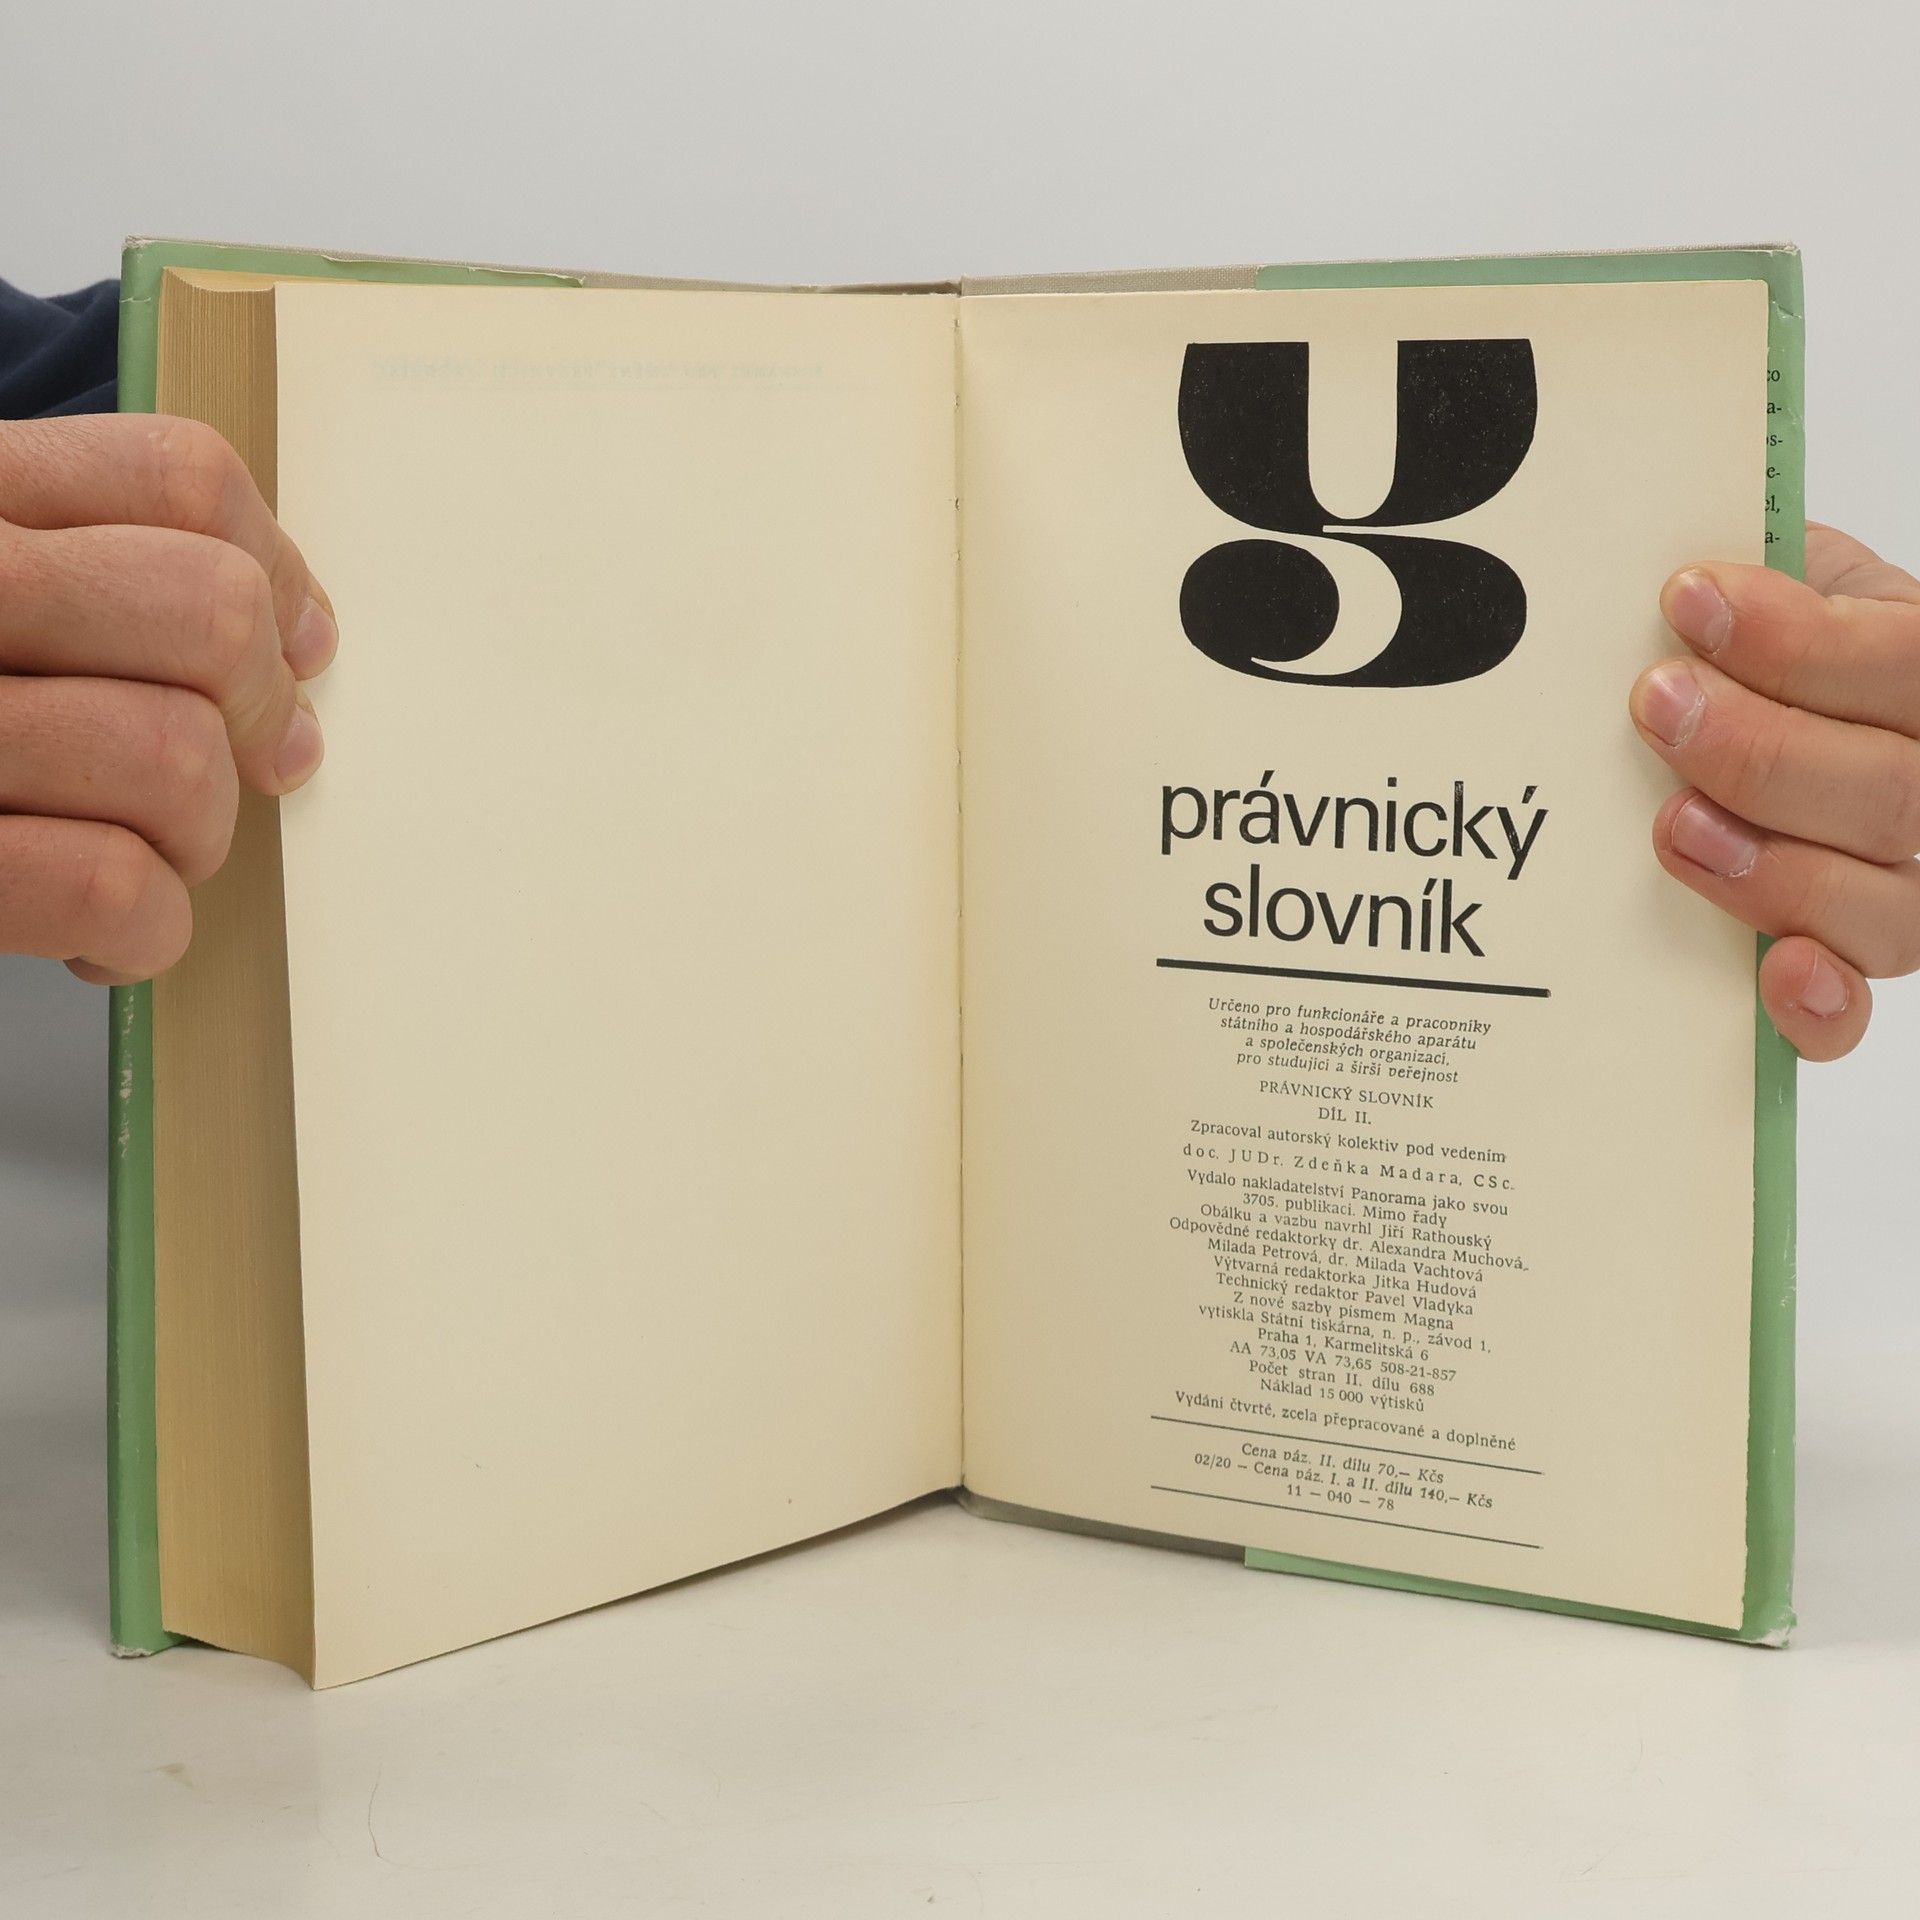 právnický
slovník
Určeno pro funkcionáře a pracovníky
státního a hospodářského aparátu
a společenských organizací,
pro studující a širší veřejnost
PRÁVNICKÝ SLOVNÍK
DÍL II.
Zpracoval autorský kolektiv pod vedením
doc. JUDr. Zdeňka Madara, CSc.
Vydalo nakladatelství Panorama jako svou
3705. publikaci. Mimo řady
Obálku a vazbu navrhl Jiří Rathouský
Odpovědné redaktorky dr. Alexandra Muchová,
Milada Petrová, dr. Milada Vachtová
Výtvarná redaktorka Jitka Hudová
Technický redaktor Pavel Vladyka
Z nové sazby písmem Magna
vytiskla Státní tiskárna, n. p., závod 1,
Praha 1, Karmelitská 6
AA 73,05 VA 73,65 508-21-857
Počet stran II. dílu 688
Náklad 15 000 výtisků
Vydání čtvrté, zcela přepracované a doplněné
Cena váz. II. dílu 70,— Kčs
02/20 — Cena váz. I. a II. dílu 140,— Kčs
11 — 040 — 78